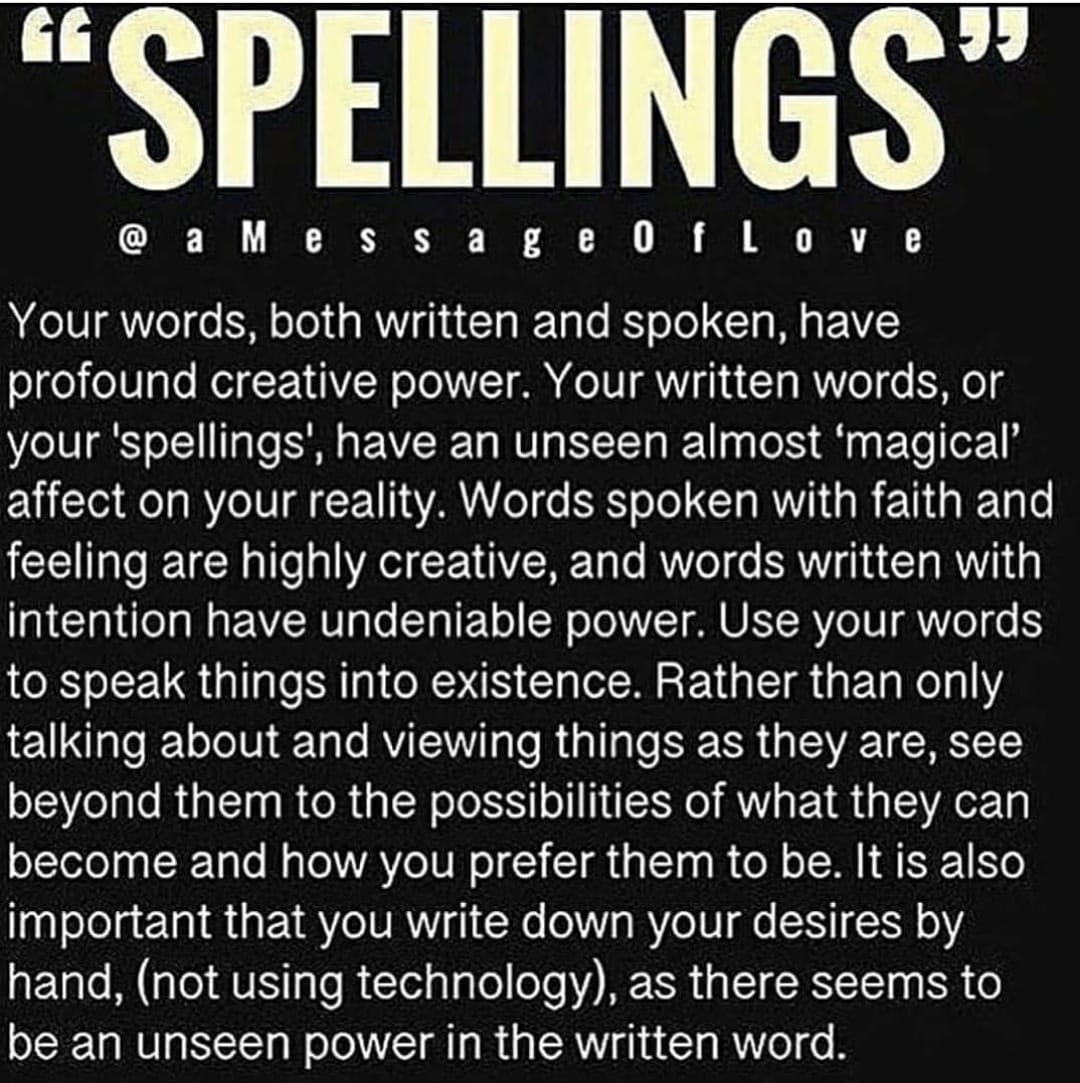 “SPELLINGS”
@aMessageOfLove
Your words, both written and spoken, have
profound creative power. Your written words, or
your 'spellings', have an unseen almost ‘magical’
affect on your reality. Words spoken with faith and
feeling are highly creative, and words written with
intention have undeniable power. Use your words
to speak things into existence. Rather than only
talking about and viewing things as they are, see
beyond them to the possibilities of what they can
become and how you prefer them to be. It is also
important that you write down your desires by
hand, (not using technology), as there seems to
be an unseen power in the written word.